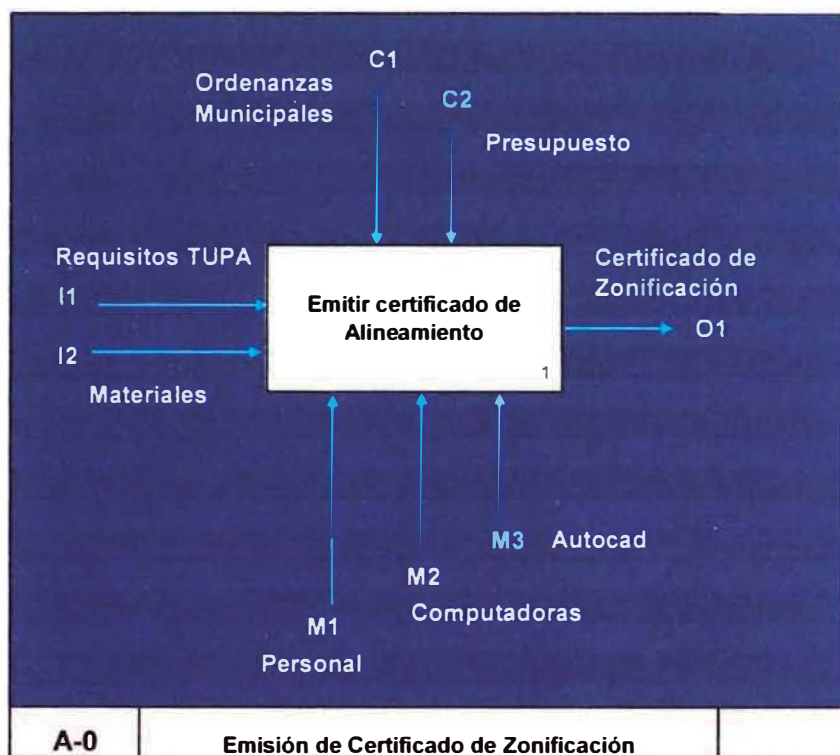 C1
Ordenanzas
Municipales
C2
Presupuesto
Requisitos TUPA
I1
I2
Materiales
Emitir certificado de
Alineamiento
1
Certificado de
Zonificación
O1
M3 Autocad
M2
Computadoras
M1
Personal
A-0
Emisión de Certificado de Zonificación